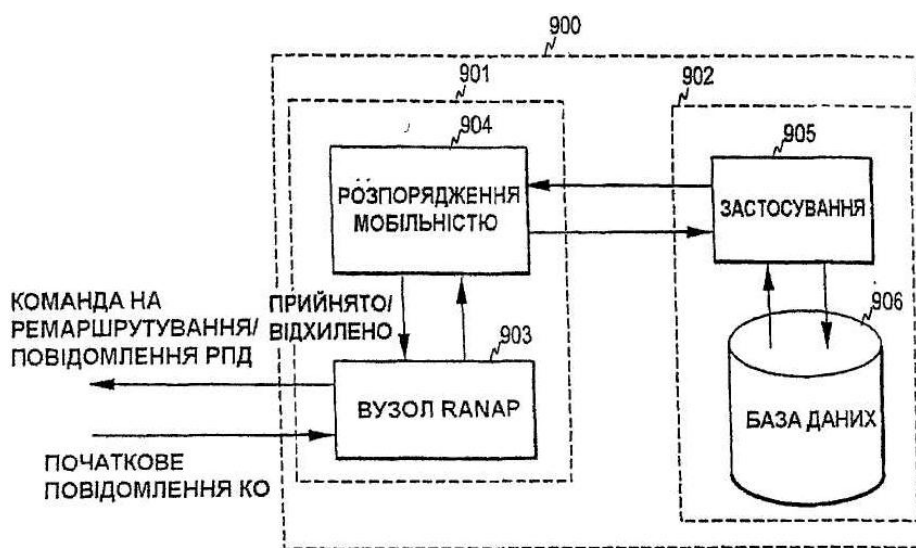 900
901
902
904
905
РОЗПОРЯДЖЕННЯ
МОБІЛЬНІСТЮ
ЗАСТОСУВАННЯ
КОМАНДА НА
РЕМАРШРУТУВАННЯ/
ПОВІДОМЛЕННЯ РПД
ПРИЙНЯТО/
ВІДХИЛЕНО
903
906
ВУЗОЛ RANAP
БАЗА ДАНИХ
ПОЧАТКОВЕ
ПОВІДОМЛЕННЯ КО